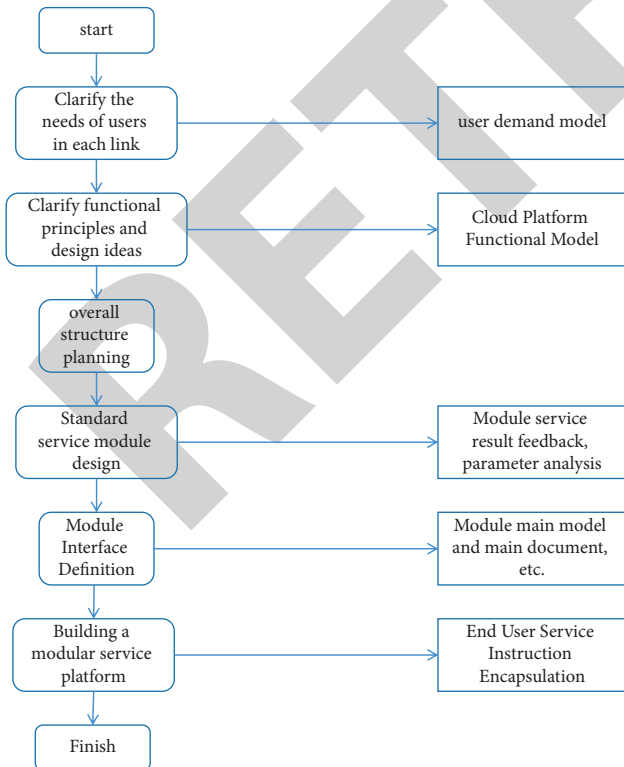 start
Clarify the
needs of users
in each link
user demand model
Clarify functional
principles and
design ideas
Cloud Platform
Functional Model
overall
structure
planning
Standard
service module
design
Module service
result feedback,
parameter analysis
Module
Interface
Definition
Module main model
and main document,
etc.
Building a
modular service
platform
End User Service
Instruction
Encapsulation
Finish
RETR